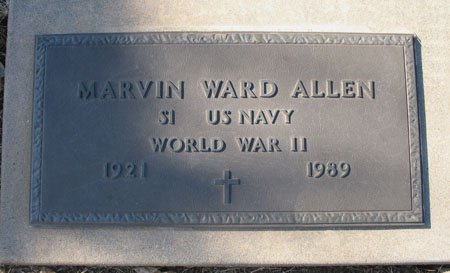 MARVIN WARD ALLEN
S1 US NAVY
WORLD WAR II
1921 1989